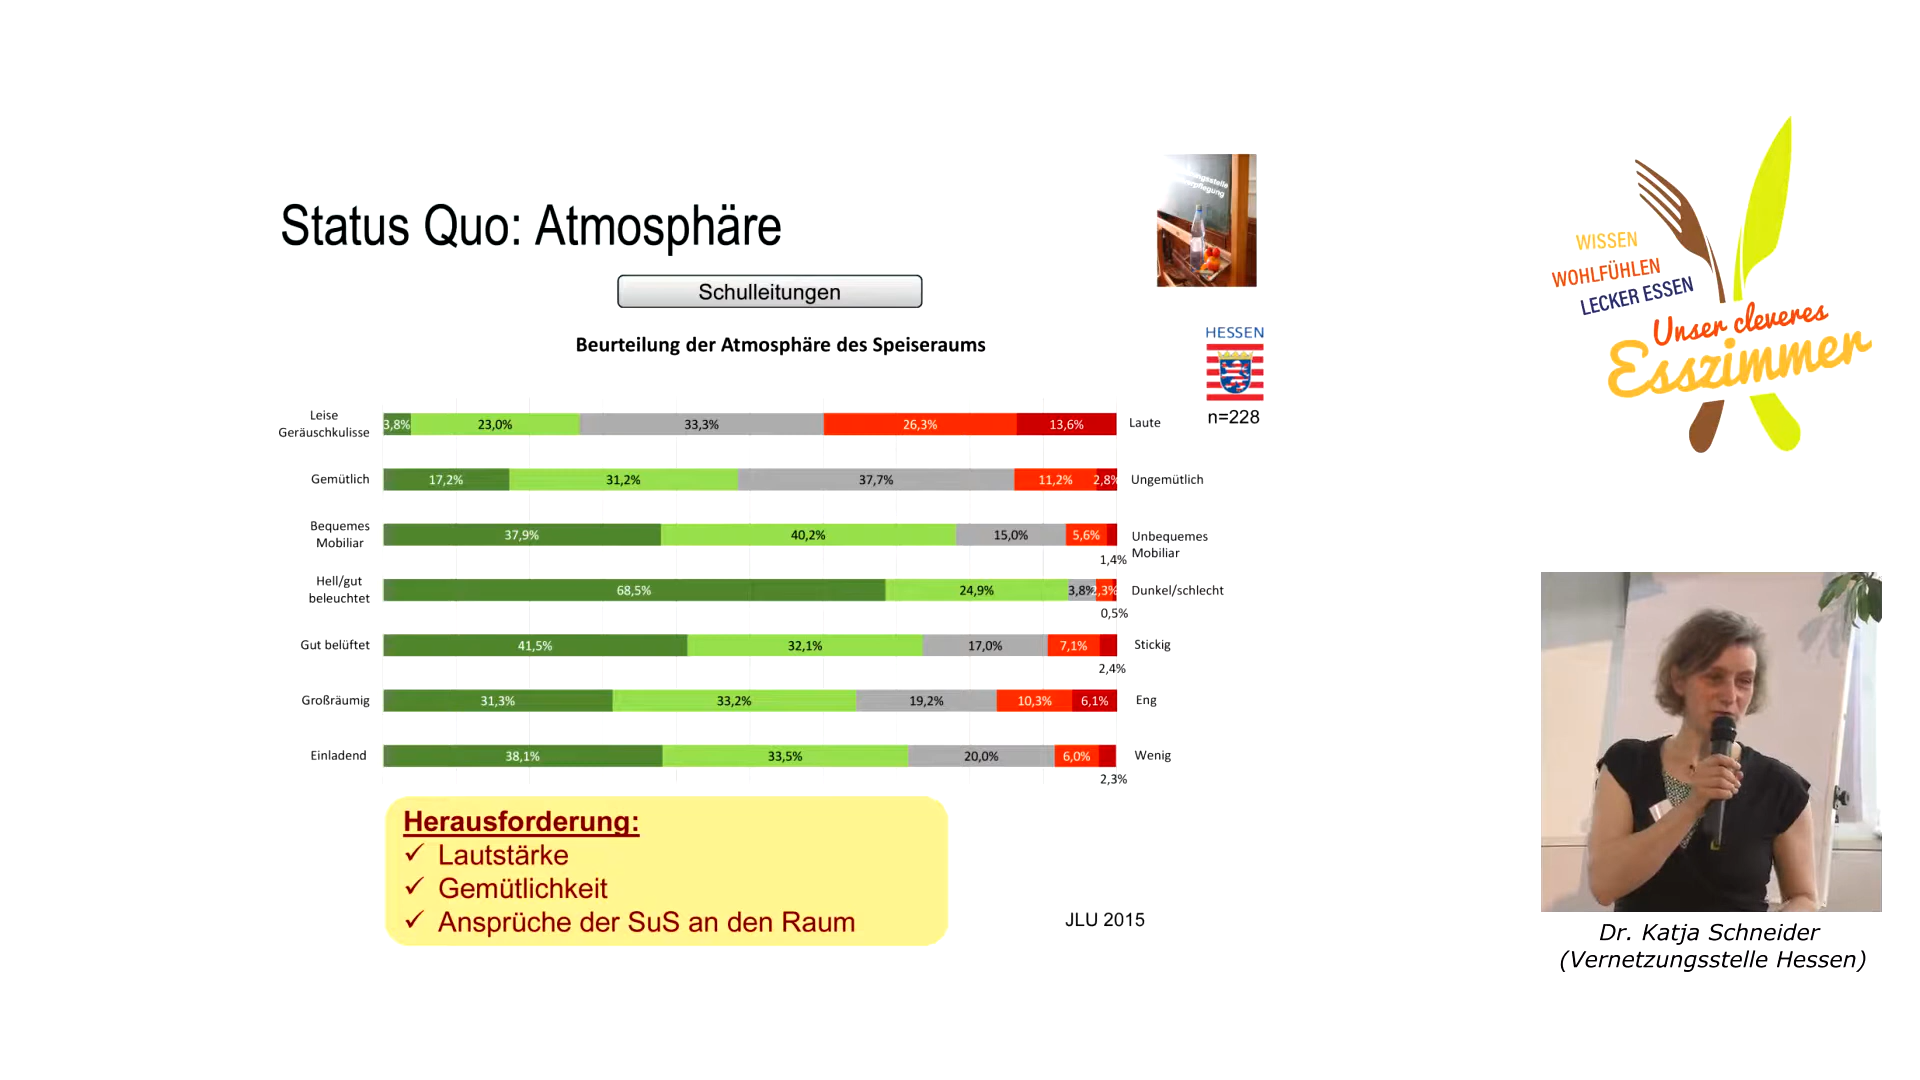 Status Quo: Atmosphäre
Schulleitungen
Beurteilung der Atmosphäre des Speiseraums
HESSEN
n=228
Leise
Geräuschkulisse
3,8% 23,0% 33,3% 26,3% 13,6%
Laute
Gemütlich
17,2% 31,2% 37,7% 11,2% 2,8%
Ungemütlich
Bequemes
Mobiliar
37,9% 40,2% 15,0% 5,6%
1,4%
Unbequemes
Mobiliar
Hell/gut
beleuchtet
68,5% 24,9% 3,8% 2,3%
0,5%
Dunkel/schlecht
Gut belüftet
41,5% 32,1% 17,0% 7,1%
2,4%
Stickig
Großräumig
31,3% 33,2% 19,2% 10,3% 6,1%
Eng
Einladend
38,1% 33,5% 20,0% 6,0%
2,3%
Wenig
Herausforderung:
✓ Lautstärke
✓ Gemütlichkeit
✓ Ansprüche der SuS an den Raum
JLU 2015
WISSEN
WOHLFÜHLEN
LECKER ESSEN
Unser cleveres
Esszimmer
Dr. Katja Schneider
(Vernetzungsstelle Hessen)